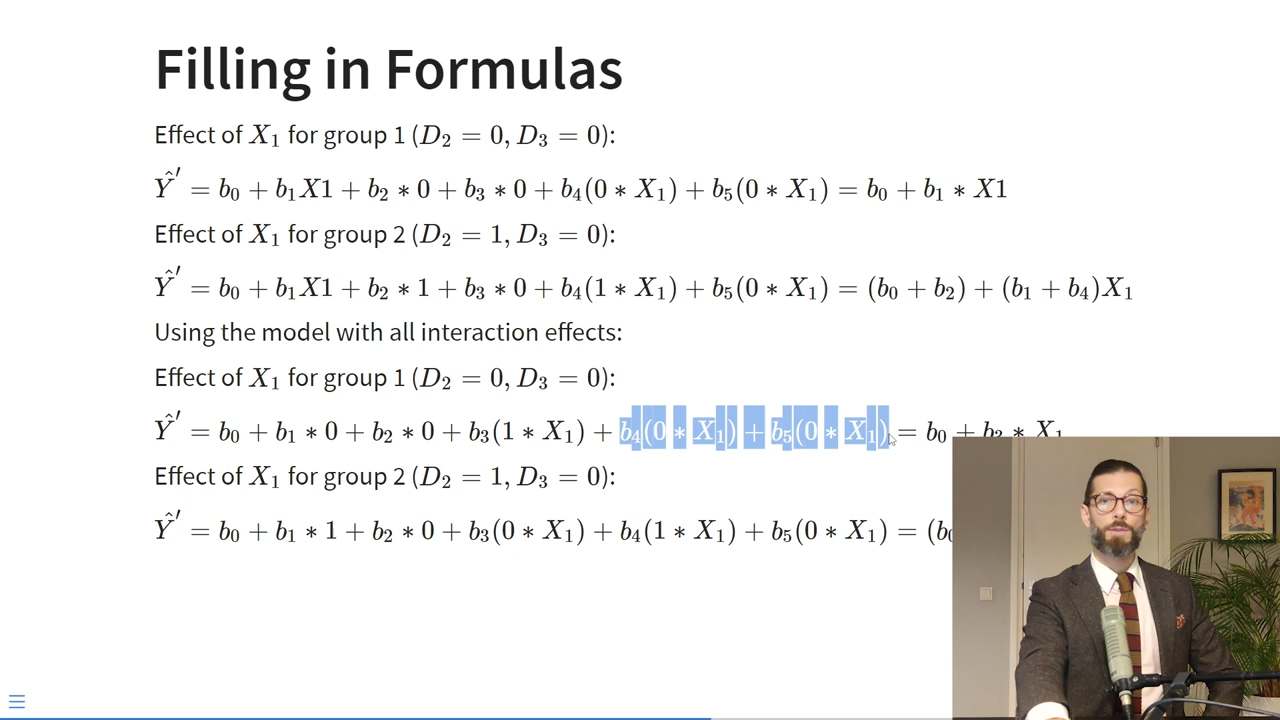 Filling in Formulas
Effect of X₁ for group 1 (D₂ = 0, D₃ = 0):
Ŷ′ = b₀ + b₁X1 + b₂ ∗ 0 + b₃ ∗ 0 + b₄(0 ∗ X₁) + b₅(0 ∗ X₁) = b₀ + b₁ ∗ X1
Effect of X₁ for group 2 (D₂ = 1, D₃ = 0):
Ŷ′ = b₀ + b₁X1 + b₂ ∗ 1 + b₃ ∗ 0 + b₄(1 ∗ X₁) + b₅(0 ∗ X₁) = (b₀ + b₂) + (b₁ + b₄)X₁
Using the model with all interaction effects:
Effect of X₁ for group 1 (D₂ = 0, D₃ = 0):
Ŷ′ = b₀ + b₁ ∗ 0 + b₂ ∗ 0 + b₃(1 ∗ X₁) + b₄(0 ∗ X₁) + b₅(0 ∗ X₁) = b₀ + b₃ ∗ X₁
Effect of X₁ for group 2 (D₂ = 1, D₃ = 0):
Ŷ′ = b₀ + b₁ ∗ 1 + b₂ ∗ 0 + b₃(0 ∗ X₁) + b₄(1 ∗ X₁) + b₅(0 ∗ X₁) = (b₀